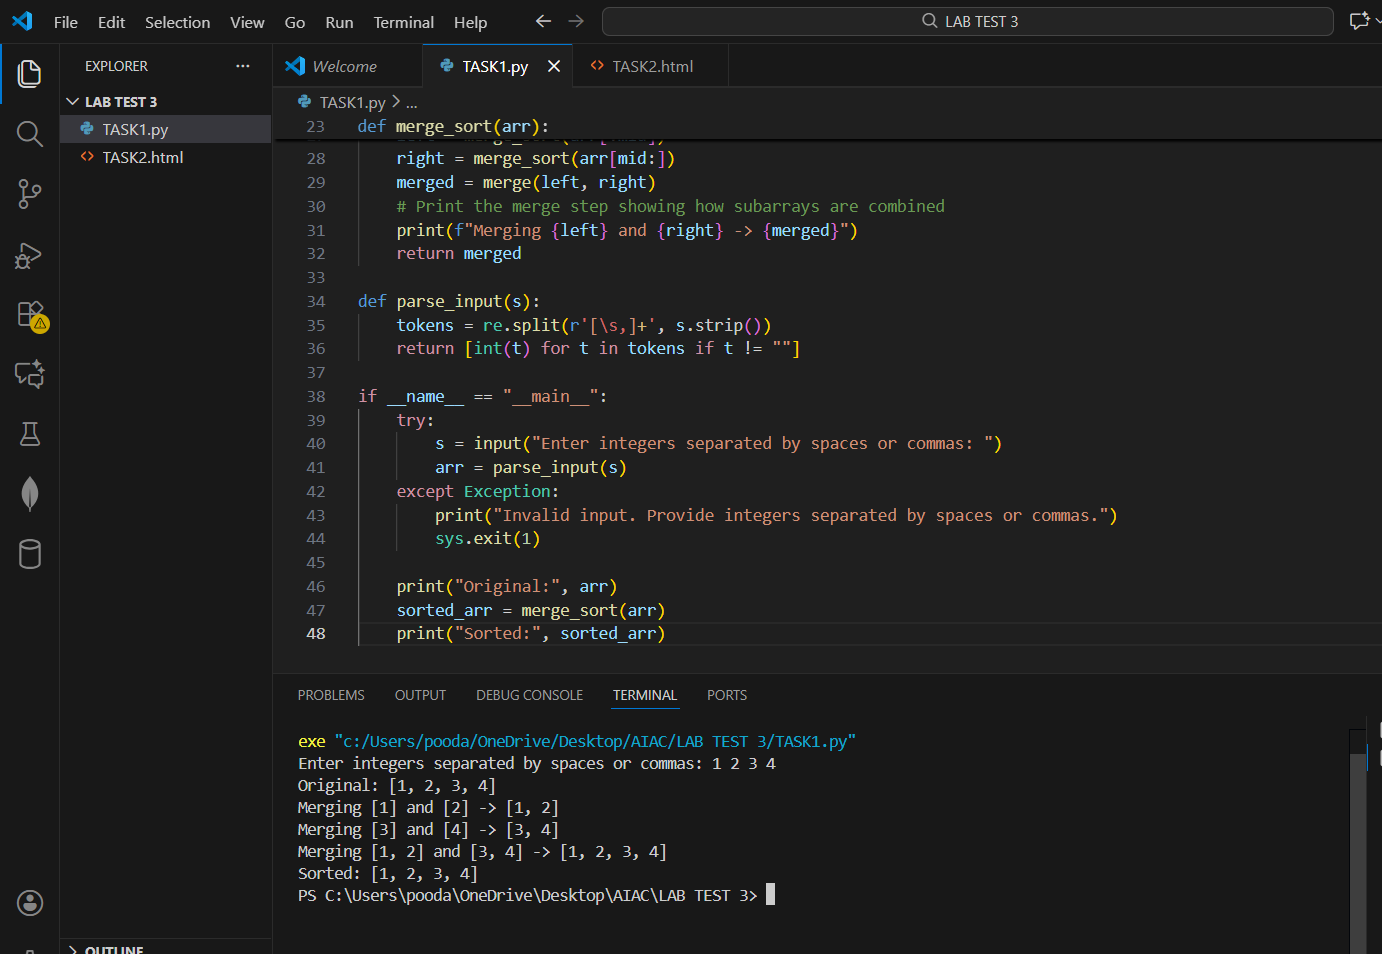 File Edit Selection View Go Run Terminal Help LAB TEST 3
EXPLORER ...
LAB TEST 3
TASK1.py
TASK2.html
Welcome TASK1.py TASK2.html
TASK1.py > ...
23 def merge_sort(arr):
28 right = merge_sort(arr[mid:])
29 merged = merge(left, right)
30 # Print the merge step showing how subarrays are combined
31 print(f"Merging {left} and {right} -> {merged}")
32 return merged
33
34 def parse_input(s):
35 tokens = re.split(r'[\s,]+', s.strip())
36 return [int(t) for t in tokens if t != ""]
37
38 if __name__ == "__main__":
39 try:
40 s = input("Enter integers separated by spaces or commas: ")
41 arr = parse_input(s)
42 except Exception:
43 print("Invalid input. Provide integers separated by spaces or commas.")
44 sys.exit(1)
45
46 print("Original:", arr)
47 sorted_arr = merge_sort(arr)
48 print("Sorted:", sorted_arr)
PROBLEMS OUTPUT DEBUG CONSOLE TERMINAL PORTS
exe "c:/Users/pooda/OneDrive/Desktop/AIAC/LAB TEST 3/TASK1.py"
Enter integers separated by spaces or commas: 1 2 3 4
Original: [1, 2, 3, 4]
Merging [1] and [2] -> [1, 2]
Merging [3] and [4] -> [3, 4]
Merging [1, 2] and [3, 4] -> [1, 2, 3, 4]
Sorted: [1, 2, 3, 4]
PS C:\Users\pooda\OneDrive\Desktop\AIAC\LAB TEST 3>
OUTLINE